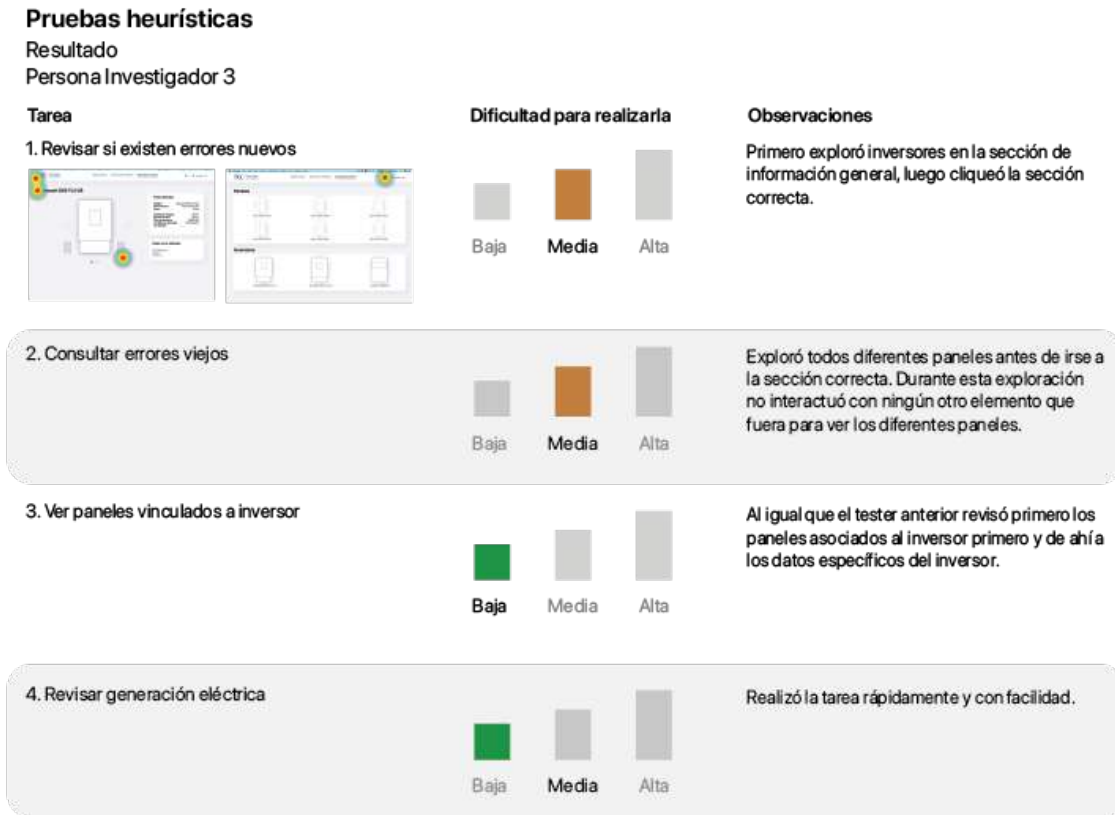 Pruebas heurísticas
Resultado
Persona Investigador 3
Tarea
Dificultad para realizarla
Observaciones
1. Revisar si existen errores nuevos
Baja
Media
Alta
Primero exploró inversores en la sección de
información general, luego cliqueó la sección
correcta.
2. Consultar errores viejos
Baja
Media
Alta
Exploró todos diferentes paneles antes de irse a
la sección correcta. Durante esta exploración
no interactuó con ningún otro elemento que
fuera para ver los diferentes paneles.
3. Ver paneles vinculados a inversor
Baja
Media
Alta
Al igual que el tester anterior revisó primero los
paneles asociados al inversor primero y de ahí a
los datos específicos del inversor.
4. Revisar generación eléctrica
Baja
Media
Alta
Realizó la tarea rápidamente y con facilidad.